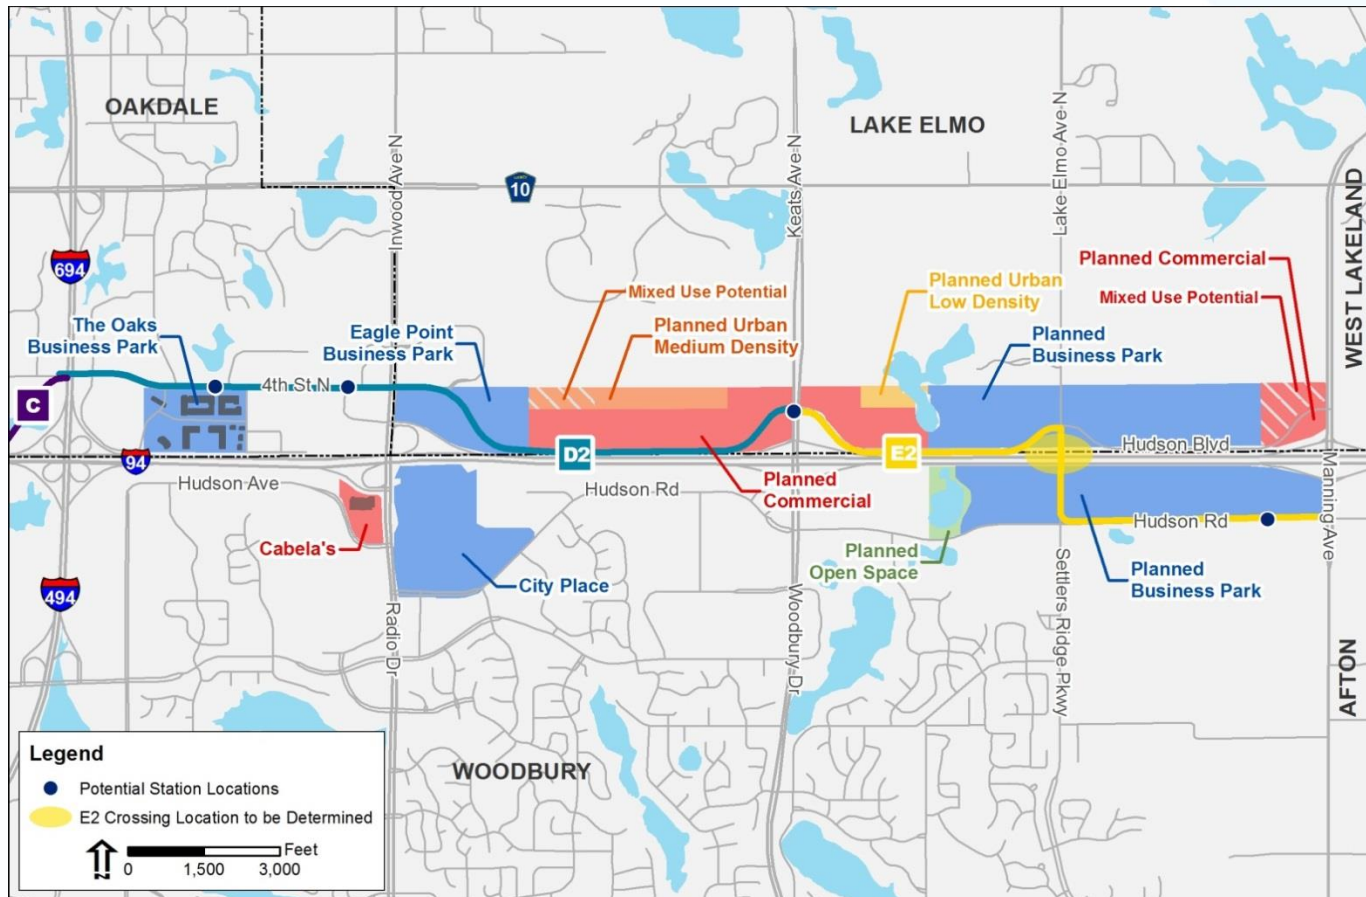 OAKDALE
LAKE ELMO
WEST LAKELAND
AFTON
WOODBURY
Inwood Ave N
Keats Ave N
Lake Elmo Ave N
10
694
The Oaks
Business Park
Eagle Point
Business Park
Mixed Use Potential
Planned Urban
Medium Density
Planned Urban
Low Density
Planned
Business Park
Planned Commercial
Mixed Use Potential
C
4th St N
94
D2
E2
Hudson Blvd
Hudson Ave
Hudson Rd
Planned
Commercial
Hudson Rd
Manning Ave
Cabela's
City Place
Planned
Open Space
Planned
Business Park
494
Radio Dr
Woodbury Dr
Settlers Ridge Pkwy
Legend
Potential Station Locations
E2 Crossing Location to be Determined
N
Feet
0 1,500 3,000